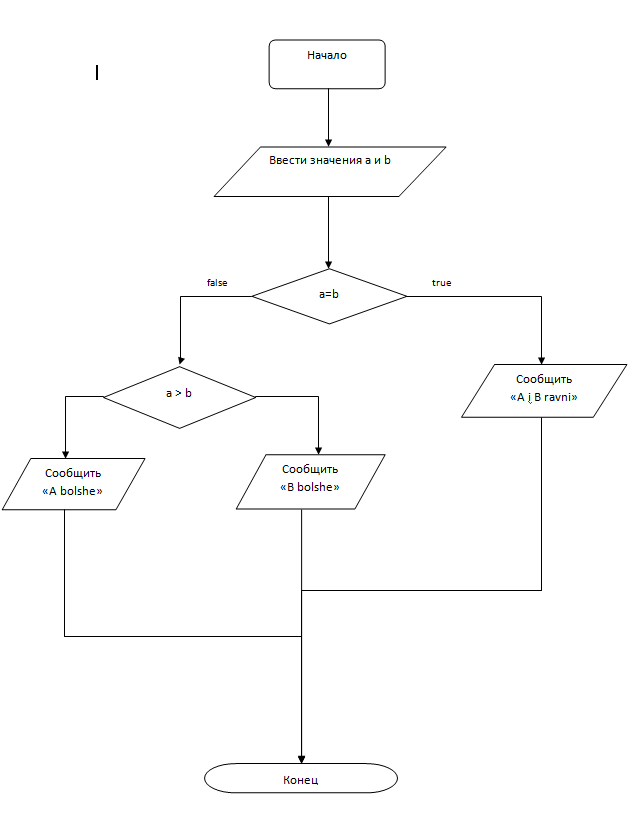 Начало
Ввести значения a и b
false
true
a=b
a > b
Сообщить
«A į B ravni»
Сообщить
«A bolshe»
Сообщить
«B bolshe»
Конец